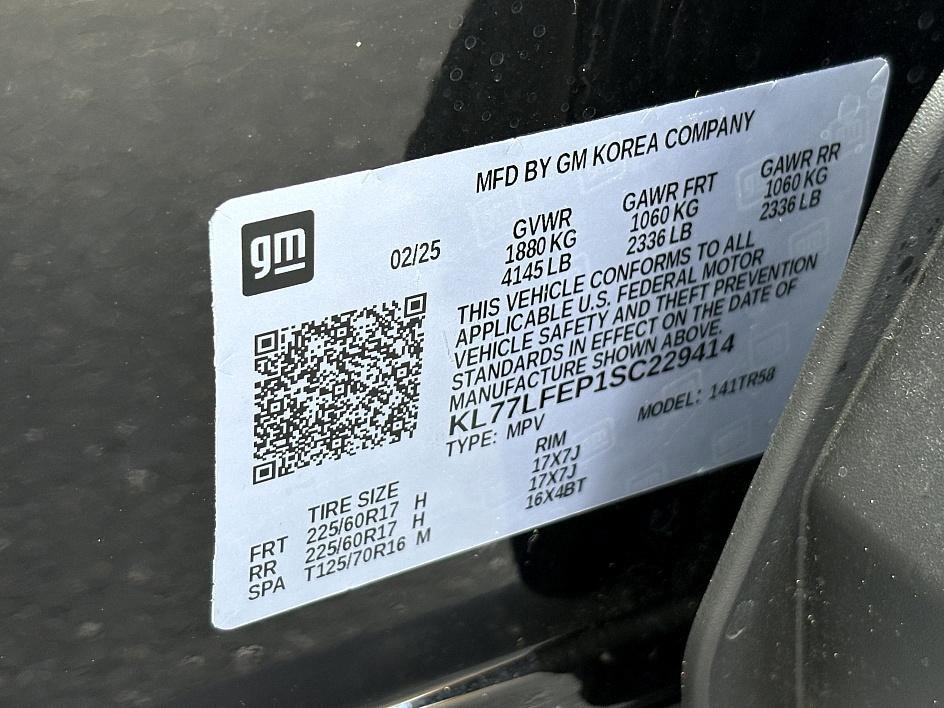 MFD BY GM KOREA COMPANY
gm
02/25
GVWR
1880 KG
4145 LB
GAWR FRT
1060 KG
2336 LB
GAWR RR
1060 KG
2336 LB
THIS VEHICLE CONFORMS TO ALL
APPLICABLE U.S. FEDERAL MOTOR
VEHICLE SAFETY AND THEFT PREVENTION
STANDARDS IN EFFECT ON THE DATE OF
MANUFACTURE SHOWN ABOVE.
KL77LFEP1SC229414
TYPE: MPV
MODEL: 141TR58
TIRE SIZE RIM
FRT 225/60R17 H 17X7J
RR 225/60R17 H 17X7J
SPA T125/70R16 M 16X4BT